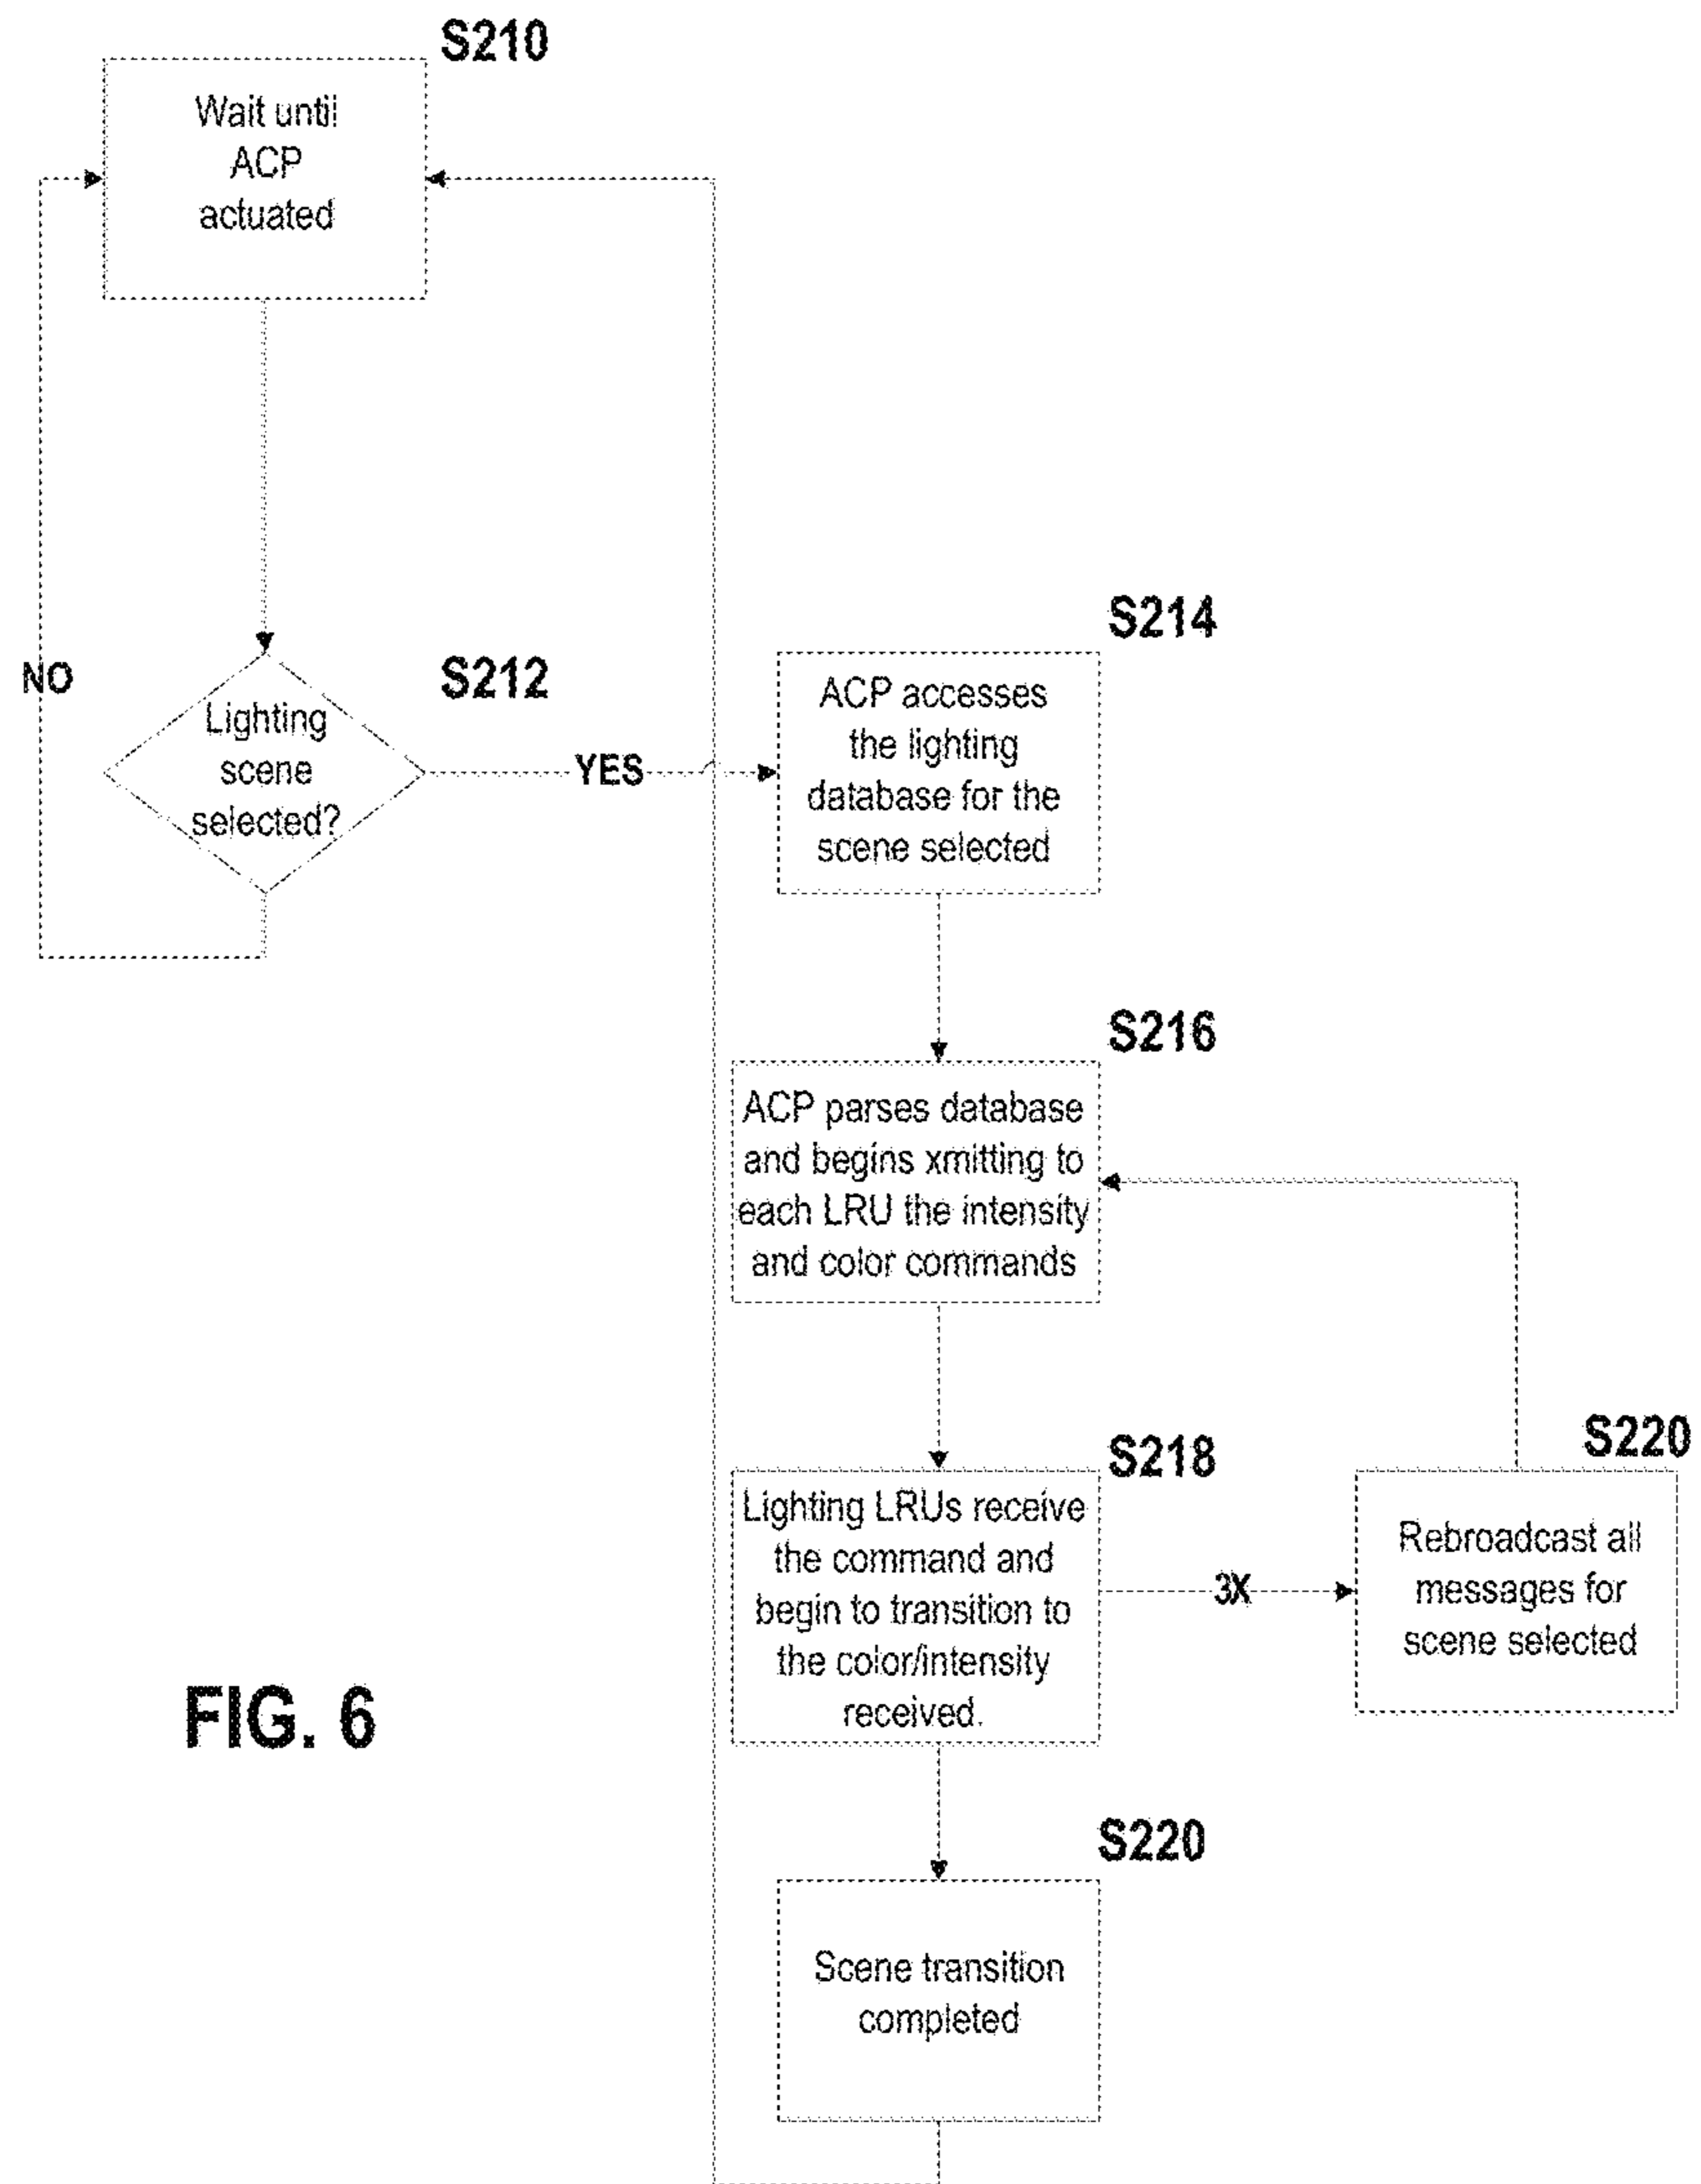 S210
Wait until
ACP
actuated
NO
S212
Lighting
scene
selected?
YES
S214
ACP accesses
the lighting
database for the
scene selected
S216
ACP parses database
and begins xmitting to
each LRU the intensity
and color commands
S218
Lighting LRUs receive
the command and
begin to transition to
the color/intensity
received.
3X
S220
Rebroadcast all
messages for
scene selected
S220
Scene transition
completed
FIG. 6